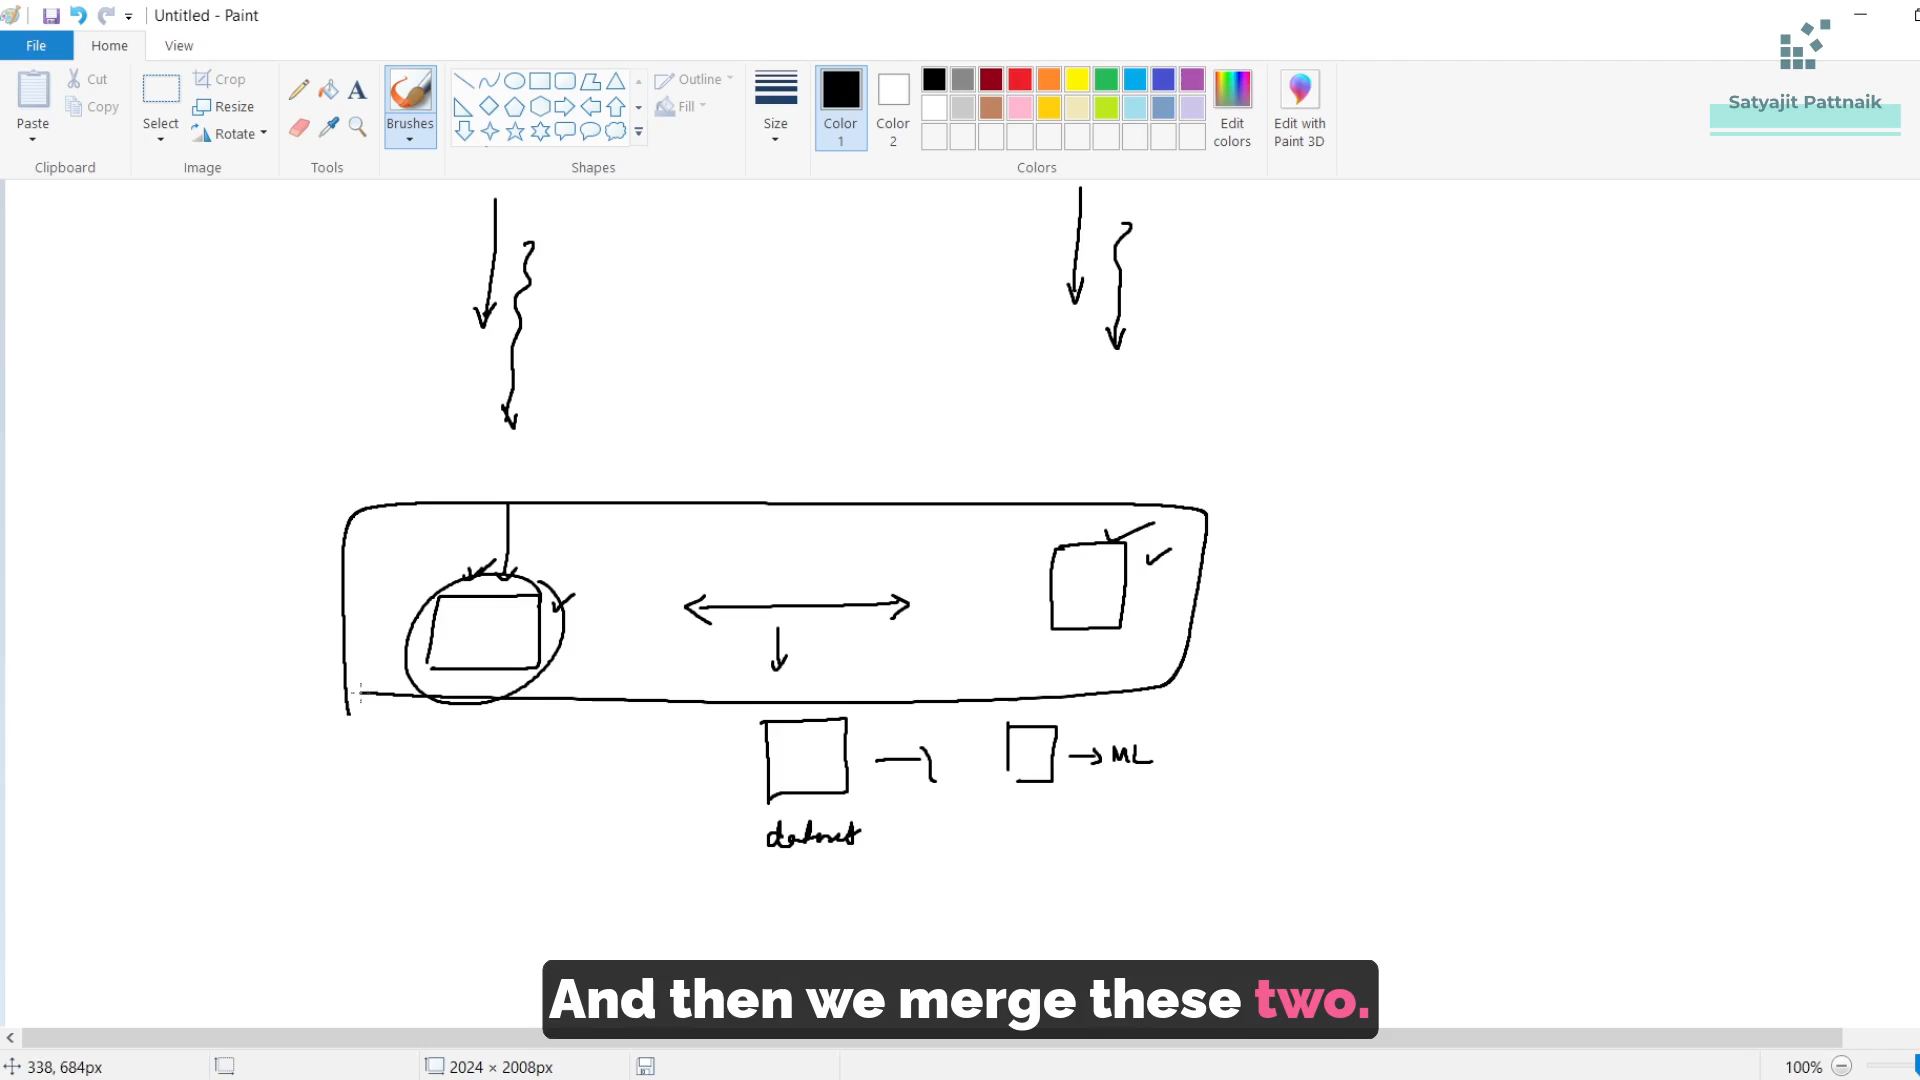 Untitled - Paint
File
Home
View
Paste
Cut
Copy
Clipboard
Select
Crop
Resize
Rotate
Image
A
Tools
Brushes
Outline
Fill
Shapes
Size
Color
1
Color
2
Edit
colors
Edit with
Paint 3D
Colors
Satyajit Pattnaik
ML
dataset
And then we merge these two.
338, 684px
2024 × 2008px
100%